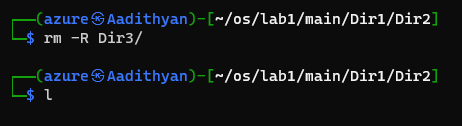 ┌──(azure㉿Aadithyan)-[~/os/lab1/main/Dir1/Dir2]
└─$ rm -R Dir3/
┌──(azure㉿Aadithyan)-[~/os/lab1/main/Dir1/Dir2]
└─$ l